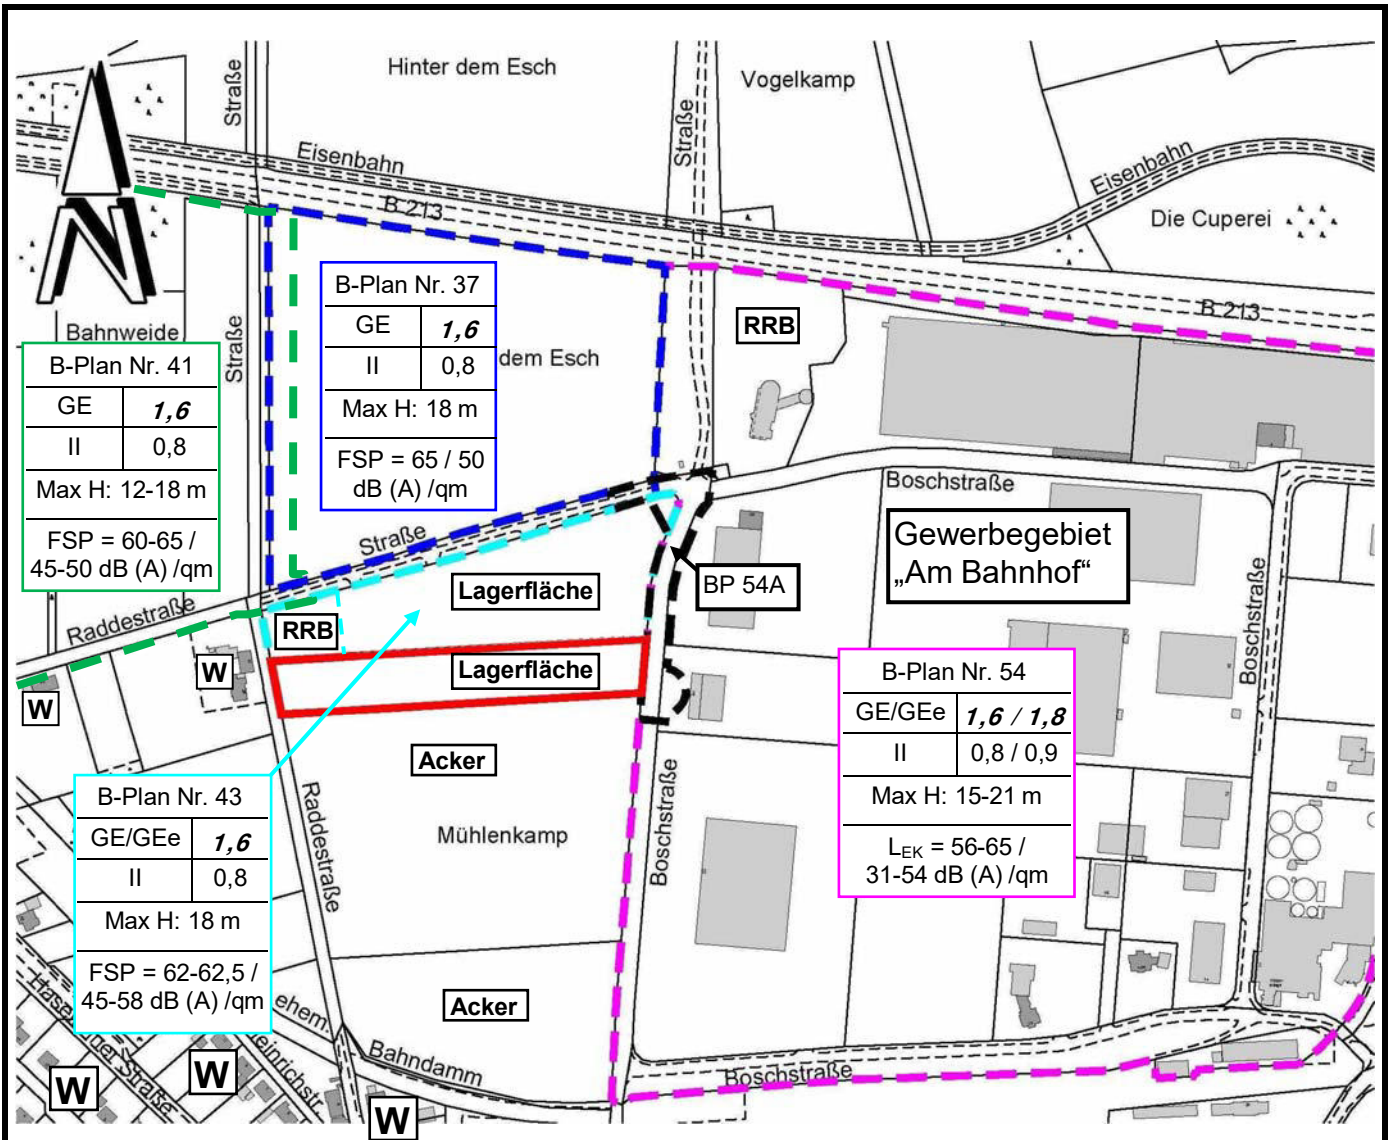 Hinter dem Esch
Vogelkamp
Straße
Straße
Eisenbahn
Eisenbahn
B 213
Die Cuperei
N
B-Plan Nr. 37
GE 1,6
II 0,8
Max H: 18 m
FSP = 65 / 50
dB (A) /qm
dem Esch
RRB
B 213
Bahnweide
Straße
B-Plan Nr. 41
GE 1,6
II 0,8
Max H: 12-18 m
FSP = 60-65 /
45-50 dB (A) /qm
Boschstraße
Gewerbegebiet
„Am Bahnhof“
Straße
BP 54A
Lagerfläche
Raddestraße
RRB
Boschstraße
W
W
Lagerfläche
B-Plan Nr. 54
GE/GEe 1,6 / 1,8
II 0,8 / 0,9
Max H: 15-21 m
LEK = 56-65 /
31-54 dB (A) /qm
Acker
Mühlenkamp
Raddestraße
Boschstraße
B-Plan Nr. 43
GE/GEe 1,6
II 0,8
Max H: 18 m
FSP = 62-62,5 /
45-58 dB (A) /qm
Acker
ehem.
Bahndamm
Boschstraße
Straße
W
W
W